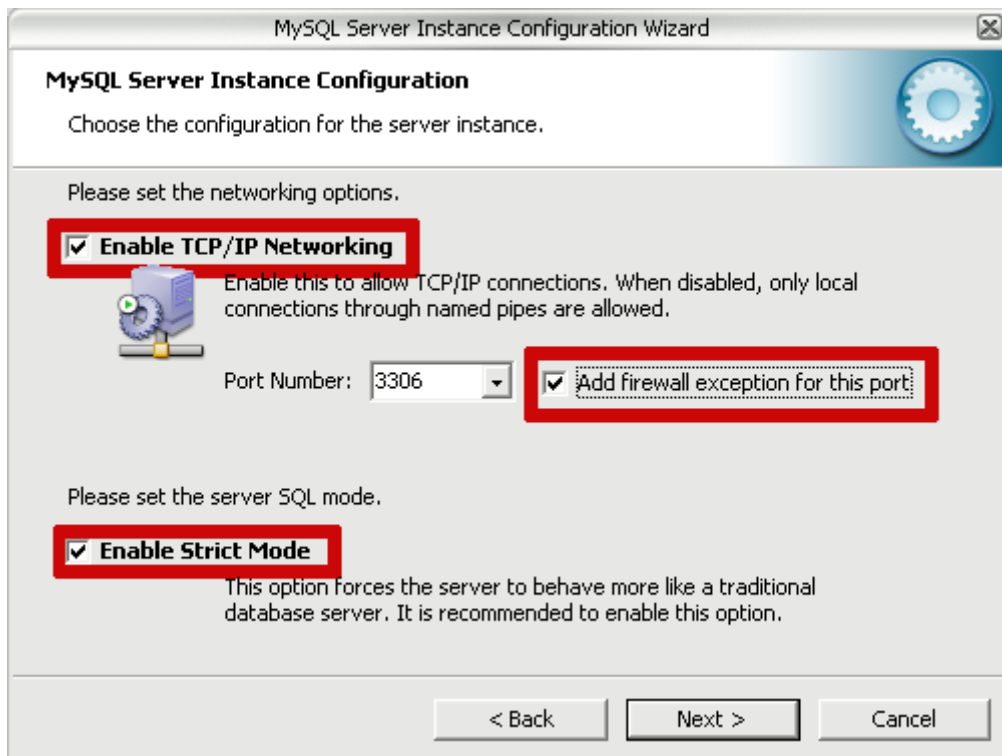 MySQL Server Instance Configuration Wizard
MySQL Server Instance Configuration
Choose the configuration for the server instance.
Please set the networking options.
Enable TCP/IP Networking
Enable this to allow TCP/IP connections. When disabled, only local
connections through named pipes are allowed.
Port Number: 3306 Add firewall exception for this port
Please set the server SQL mode.
Enable Strict Mode
This option forces the server to behave more like a traditional
database server. It is recommended to enable this option.
< Back Next > Cancel